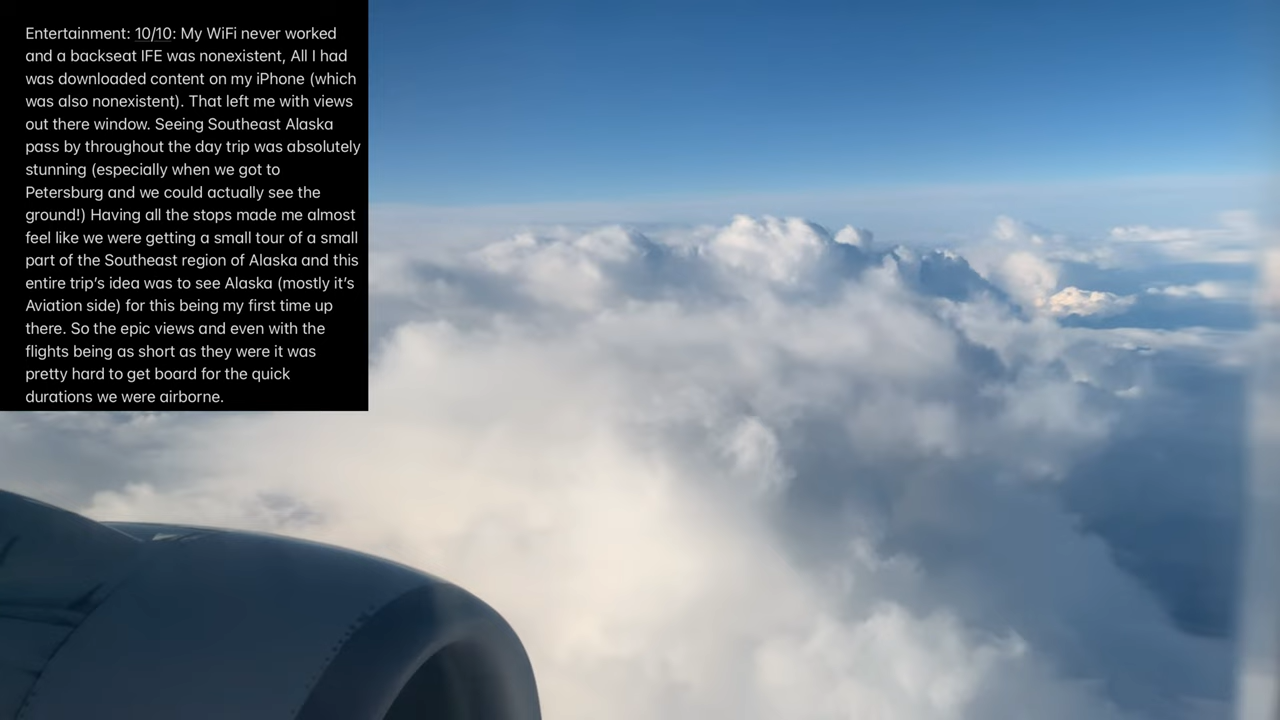 Entertainment: 10/10: My WiFi never worked
and a backseat IFE was nonexistent, All I had
was downloaded content on my iPhone (which
was also nonexistent). That left me with views
out there window. Seeing Southeast Alaska
pass by throughout the day trip was absolutely
stunning (especially when we got to
Petersburg and we could actually see the
ground!) Having all the stops made me almost
feel like we were getting a small tour of a small
part of the Southeast region of Alaska and this
entire trip's idea was to see Alaska (mostly it's
Aviation side) for this being my first time up
there. So the epic views and even with the
flights being as short as they were it was
pretty hard to get board for the quick
durations we were airborne.